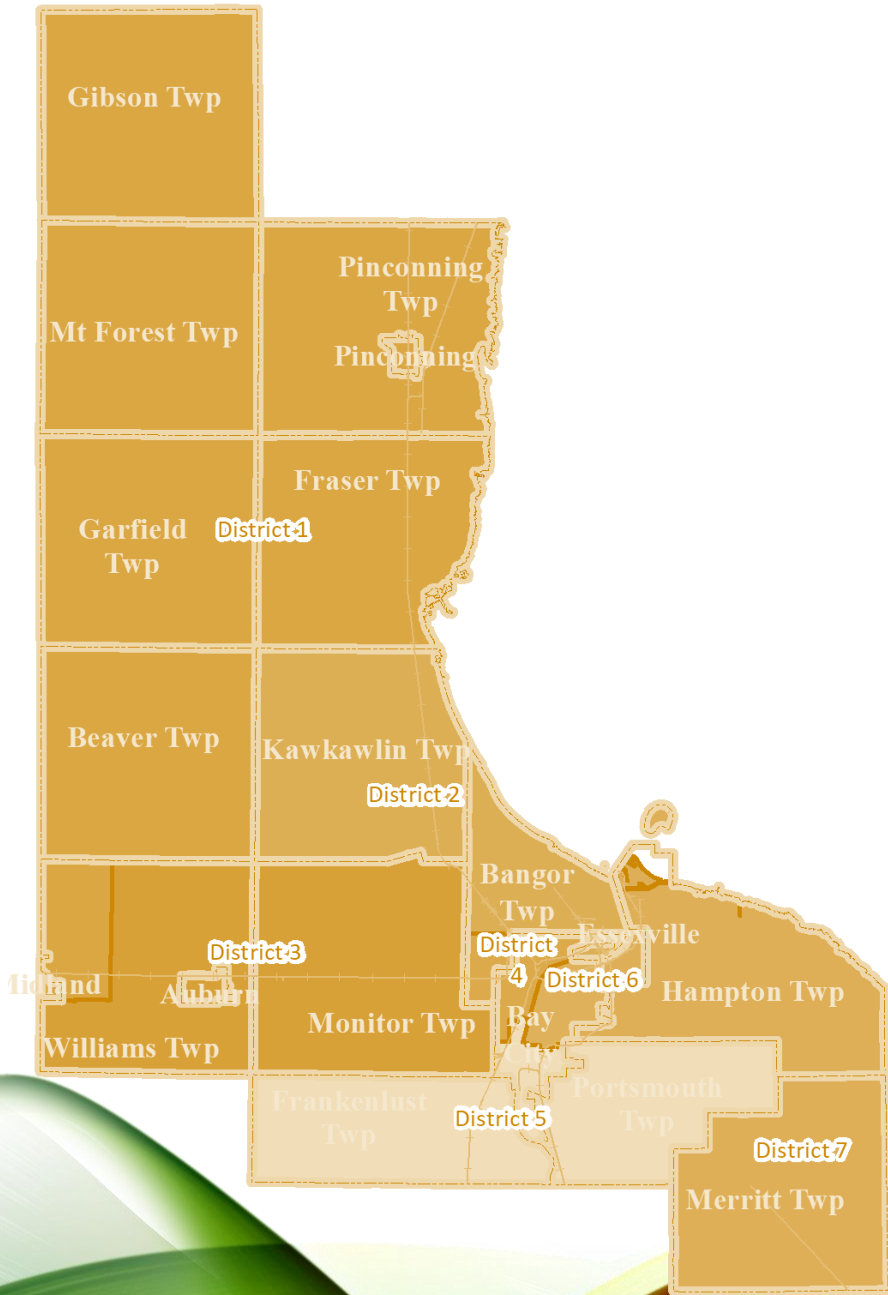 Gibson Twp
Pinconning
Twp
Mt Forest Twp
Pinconning
Fraser Twp
Garfield
Twp
District 1
Beaver Twp
Kawkawlin Twp
District 2
Bangor
Twp
Essexville
District
4
District 3
District 6
Midland
Auburn
Hampton Twp
Bay
City
Monitor Twp
Williams Twp
Frankenlust
Twp
Portsmouth
Twp
District 5
District 7
Merritt Twp